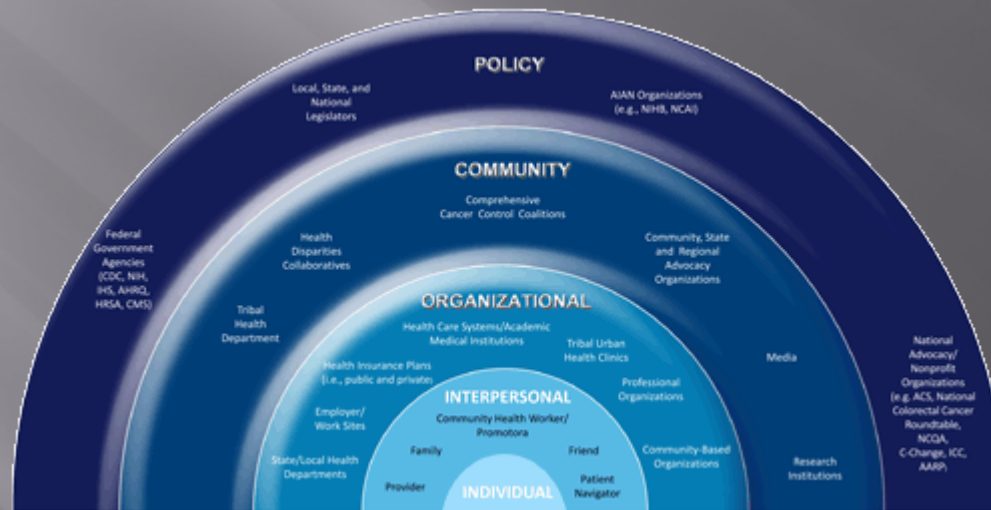 POLICY
Local, State, and
National
Legislators
AIAN Organizations
(e.g., NIHB, NCAI)
Federal
Government
Agencies
(CDC, NIH,
IHS, AHRQ,
HRSA, CMS)
National
Advocacy/
Nonprofit
Organizations
(e.g. ACS, National
Colorectal Cancer
Roundtable,
NCQA,
C-Change, ICC,
AARP)
COMMUNITY
Comprehensive
Cancer Control Coalitions
Health
Disparities
Collaboratives
Community, State
and Regional
Advocacy
Organizations
Tribal
Health
Department
Media
Research
Institutions
ORGANIZATIONAL
Health Care Systems/Academic
Medical Institutions
Tribal Urban
Health Clinics
Health Insurance Plans
(i.e., public and private)
Professional
Organizations
Employer/
Work Sites
State/Local Health
Departments
Community-Based
Organizations
INTERPERSONAL
Community Health Worker/
Promotora
Family
Friend
Provider
Patient
Navigator
INDIVIDUAL